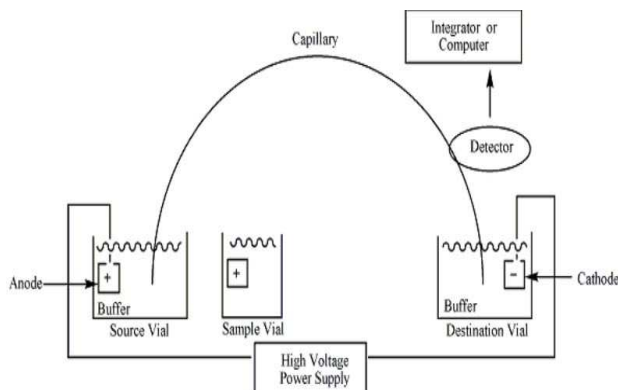 Capillary
Integrator or
Computer
Detector
Anode
+
Buffer
Source Vial
+
Sample Vial
−
Buffer
Destination Vial
Cathode
High Voltage
Power Supply